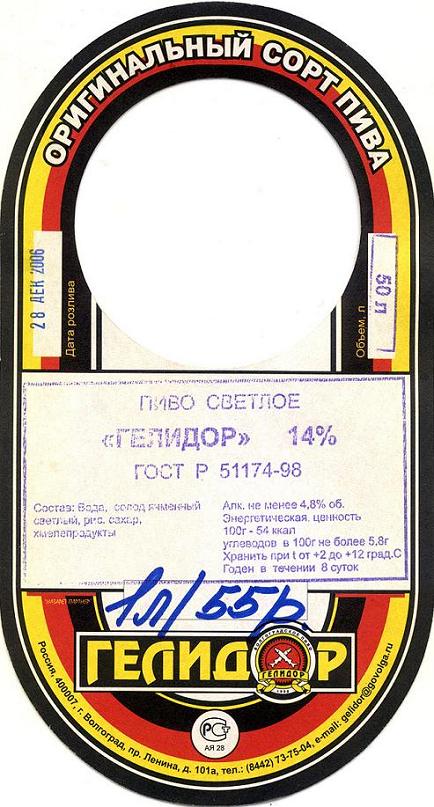 ОРИГИНАЛЬНЫЙ СОРТ ПИВА
28 ДЕК 2006
Дата розлива
Объем, л
50 л
ПИВО СВЕТЛОЕ
«ГЕЛИДОР» 14%
ГОСТ Р 51174-98
Состав: Вода, солод ячменный
светлый, рис, сахар,
хмелепродукты
Алк. не менее 4,8% об.
Энергетическая ценность
100г - 54 ккал
углеводов в 100г не более 5,8г
Хранить при t от +2 до +12 град.С
Годен в течении 8 суток
1л/55р.
ГЕЛИДОР
ГЕЛИДОР
РСТ
АЯ 28
Россия, 400007, г. Волгоград, пр. Ленина, д. 101а, тел.: (8442) 73-75-04, e-mail: gelidor@govolga.ru